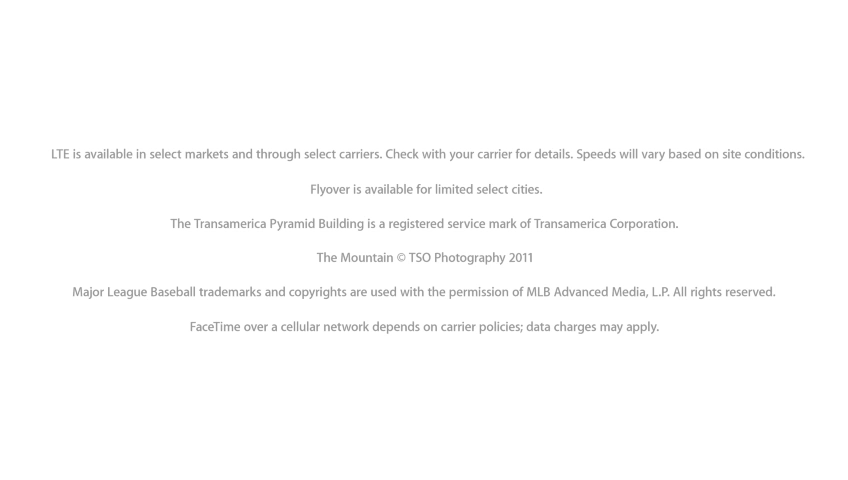 LTE is available in select markets and through select carriers. Check with your carrier for details. Speeds will vary based on site conditions.
Flyover is available for limited select cities.
The Transamerica Pyramid Building is a registered service mark of Transamerica Corporation.
The Mountain © TSO Photography 2011
Major League Baseball trademarks and copyrights are used with the permission of MLB Advanced Media, L.P. All rights reserved.
FaceTime over a cellular network depends on carrier policies; data charges may apply.